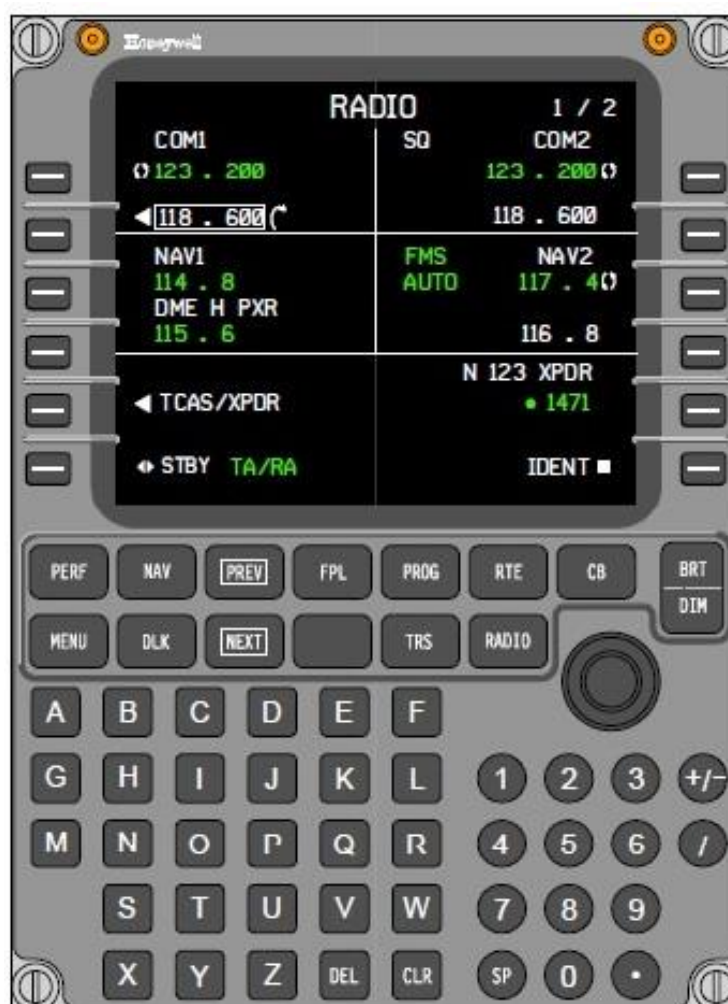 Honeywell
RADIO 1 / 2
COM1 SQ COM2
123 . 200 123 . 200
118 . 600 118 . 600
NAV1 FMS NAV2
114 . 8 AUTO 117 . 4
DME H PXR
115 . 6 116 . 8
N 123 XPDR
TCAS/XPDR 1471
STBY TA/RA IDENT
PERF NAV PREV FPL PROG RTE CB BRT
DIM
MENU DLK NEXT TRS RADIO
A B C D E F
G H I J K L 1 2 3 +/-
M N O P Q R 4 5 6 /
S T U V W 7 8 9
X Y Z DEL CLR SP 0 •